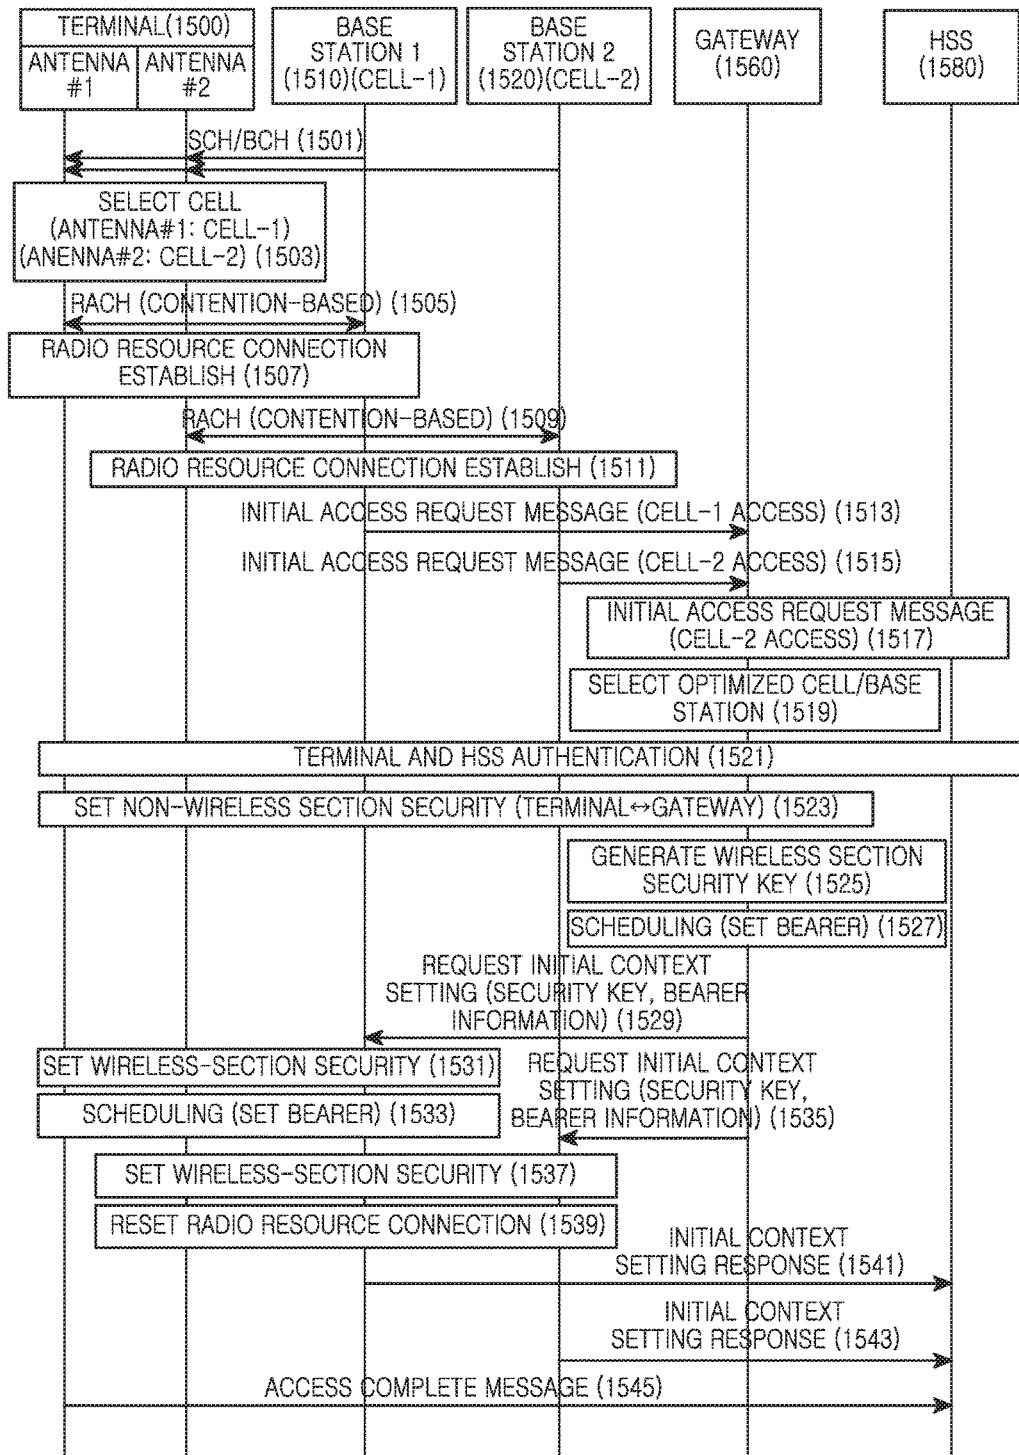 TERMINAL(1500)
ANTENNA
#1
ANTENNA
#2
BASE
STATION 1
(1510)(CELL-1)
BASE
STATION 2
(1520)(CELL-2)
GATEWAY
(1560)
HSS
(1580)
SCH/BCH (1501)
SELECT CELL
(ANTENNA#1: CELL-1)
(ANENNA#2: CELL-2) (1503)
RACH (CONTENTION-BASED) (1505)
RADIO RESOURCE CONNECTION
ESTABLISH (1507)
RACH (CONTENTION-BASED) (1509)
RADIO RESOURCE CONNECTION ESTABLISH (1511)
INITIAL ACCESS REQUEST MESSAGE (CELL-1 ACCESS) (1513)
INITIAL ACCESS REQUEST MESSAGE (CELL-2 ACCESS) (1515)
INITIAL ACCESS REQUEST MESSAGE
(CELL-2 ACCESS) (1517)
SELECT OPTIMIZED CELL/BASE
STATION (1519)
TERMINAL AND HSS AUTHENTICATION (1521)
SET NON-WIRELESS SECTION SECURITY (TERMINAL↔GATEWAY) (1523)
GENERATE WIRELESS SECTION
SECURITY KEY (1525)
SCHEDULING (SET BEARER) (1527)
REQUEST INITIAL CONTEXT
SETTING (SECURITY KEY, BEARER
INFORMATION) (1529)
SET WIRELESS-SECTION SECURITY (1531)
SCHEDULING (SET BEARER) (1533)
REQUEST INITIAL CONTEXT
SETTING (SECURITY KEY,
BEARER INFORMATION) (1535)
SET WIRELESS-SECTION SECURITY (1537)
RESET RADIO RESOURCE CONNECTION (1539)
INITIAL CONTEXT
SETTING RESPONSE (1541)
INITIAL CONTEXT
SETTING RESPONSE (1543)
ACCESS COMPLETE MESSAGE (1545)